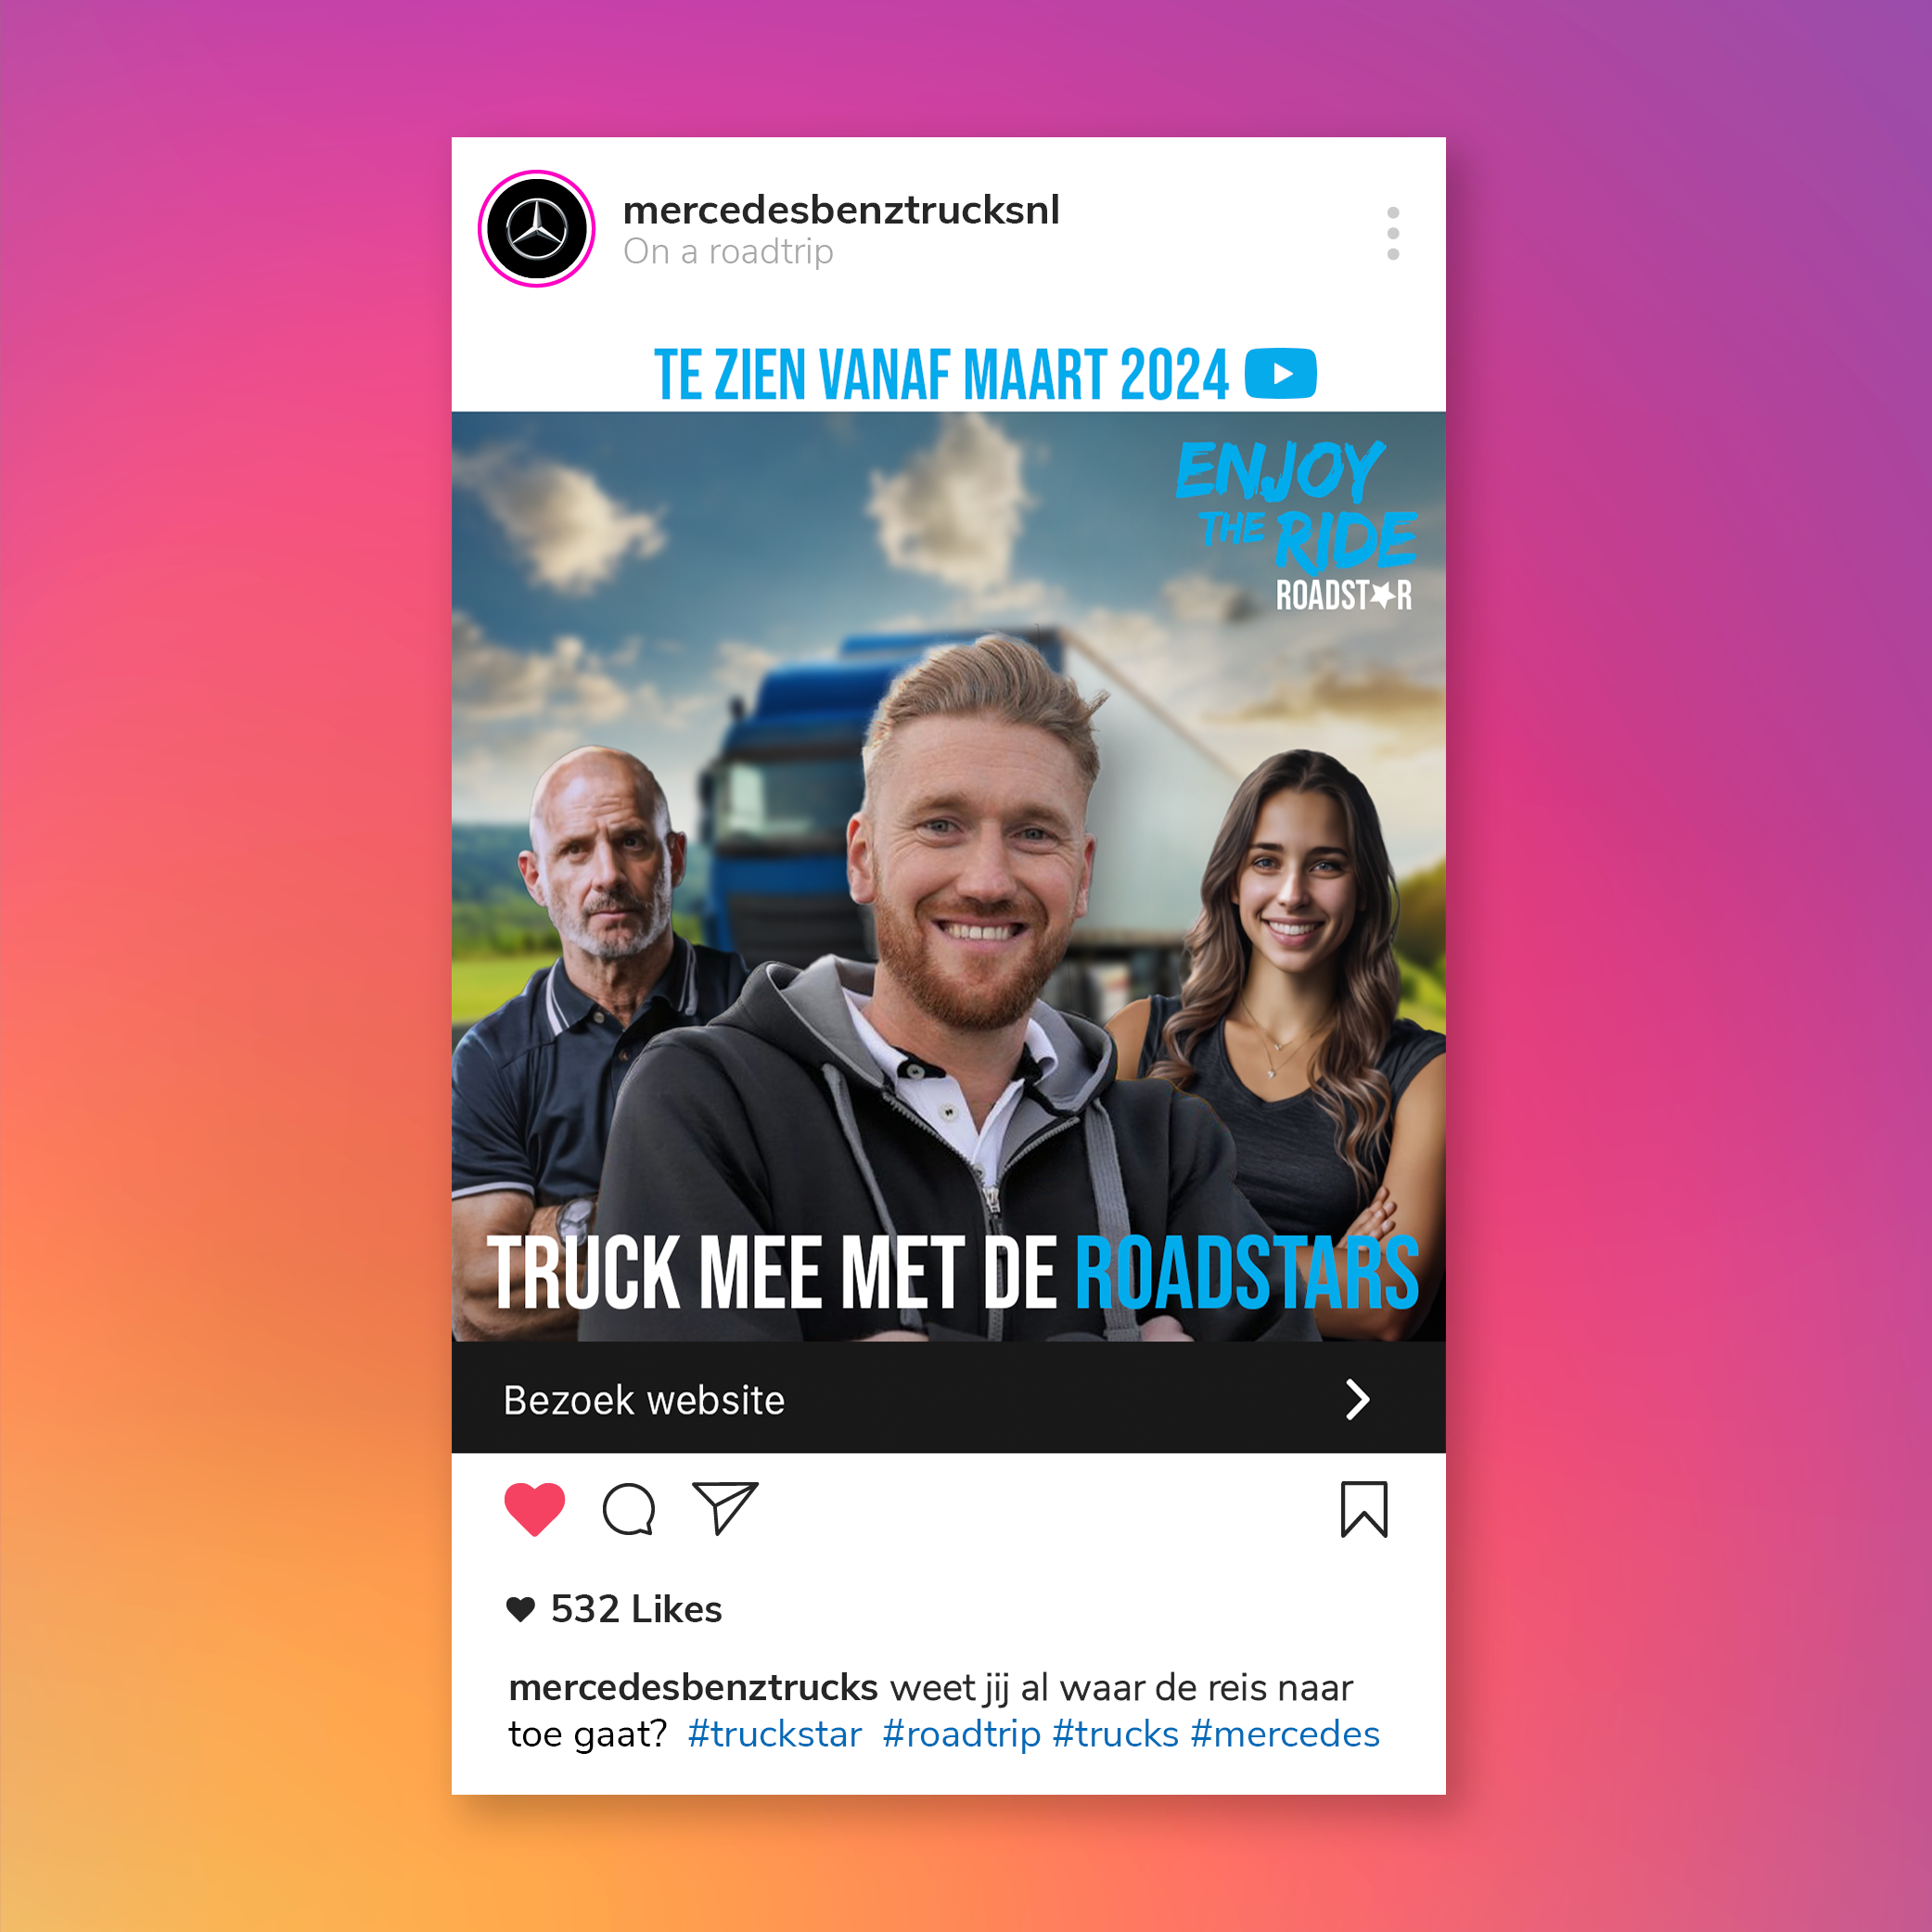 mercedesbenztrucksnl
On a roadtrip
TE ZIEN VANAF MAART 2024
ENJOY
THE RIDE
ROADST★R
TRUCK MEE MET DE ROADSTARS
Bezoek website
532 Likes
mercedesbenztrucks weet jij al waar de reis naar
toe gaat? #truckstar #roadtrip #trucks #mercedes